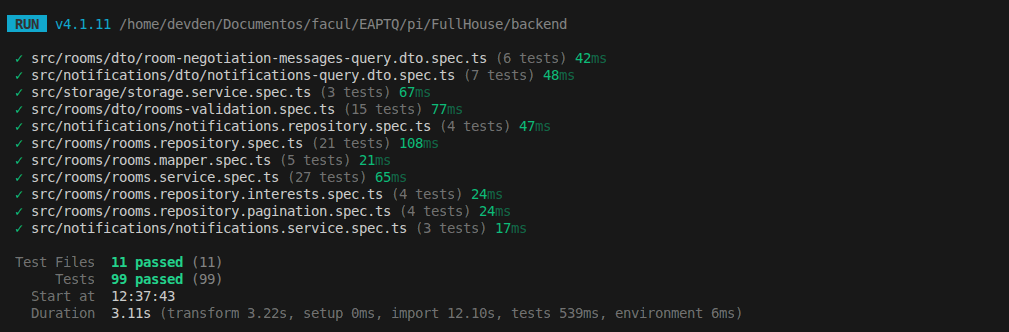 RUN v4.1.11 /home/devden/Documentos/facul/EAPTQ/pi/FullHouse/backend
✓ src/rooms/dto/room-negotiation-messages-query.dto.spec.ts (6 tests) 42ms
✓ src/notifications/dto/notifications-query.dto.spec.ts (7 tests) 48ms
✓ src/storage/storage.service.spec.ts (3 tests) 67ms
✓ src/rooms/dto/rooms-validation.spec.ts (15 tests) 77ms
✓ src/notifications/notifications.repository.spec.ts (4 tests) 47ms
✓ src/rooms/rooms.repository.spec.ts (21 tests) 108ms
✓ src/rooms/rooms.mapper.spec.ts (5 tests) 21ms
✓ src/rooms/rooms.service.spec.ts (27 tests) 65ms
✓ src/rooms/rooms.repository.interests.spec.ts (4 tests) 24ms
✓ src/rooms/rooms.repository.pagination.spec.ts (4 tests) 24ms
✓ src/notifications/notifications.service.spec.ts (3 tests) 17ms
Test Files 11 passed (11)
Tests 99 passed (99)
Start at 12:37:43
Duration 3.11s (transform 3.22s, setup 0ms, import 12.10s, tests 539ms, environment 6ms)